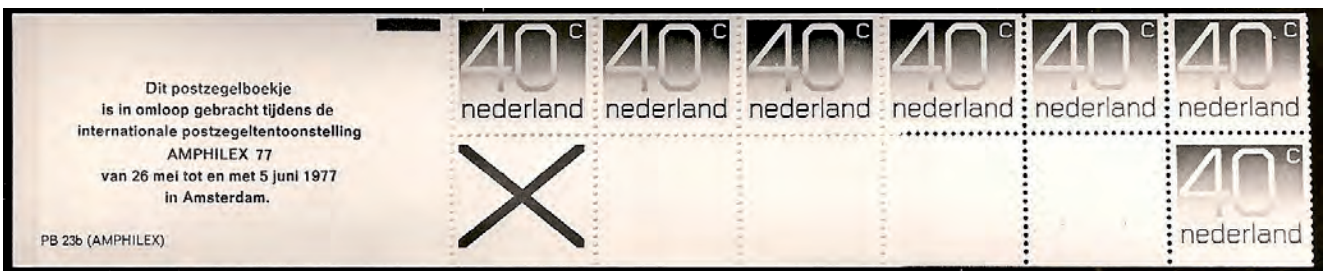 Dit postzegelboekje
is in omloop gebracht tijdens de
internationale postzegeltentoonstelling
AMPHILEX 77
van 26 mei tot en met 5 juni 1977
in Amsterdam.
PB 23b (AMPHILEX)
40 c 40 c 40 c 40 c 40 c 40 c
nederland nederland nederland nederland nederland nederland
40 c
nederland